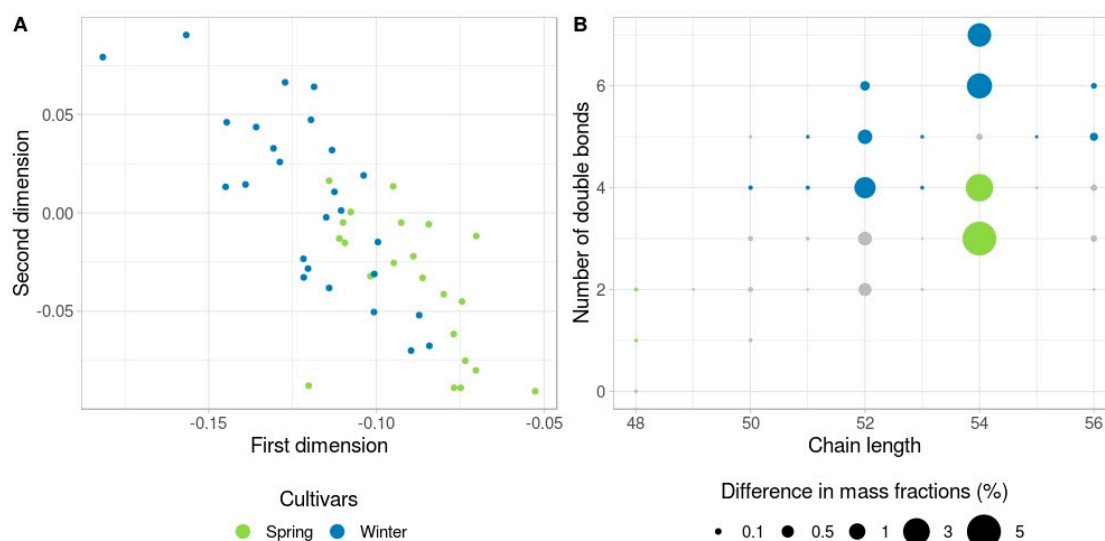 A
B
Second dimension
0.05
0.00
-0.05
-0.15
-0.10
-0.05
First dimension
Number of double bonds
6
4
2
0
48
50
52
54
56
Chain length
Cultivars
Spring
Winter
Difference in mass fractions (%)
0.1
0.5
1
3
5